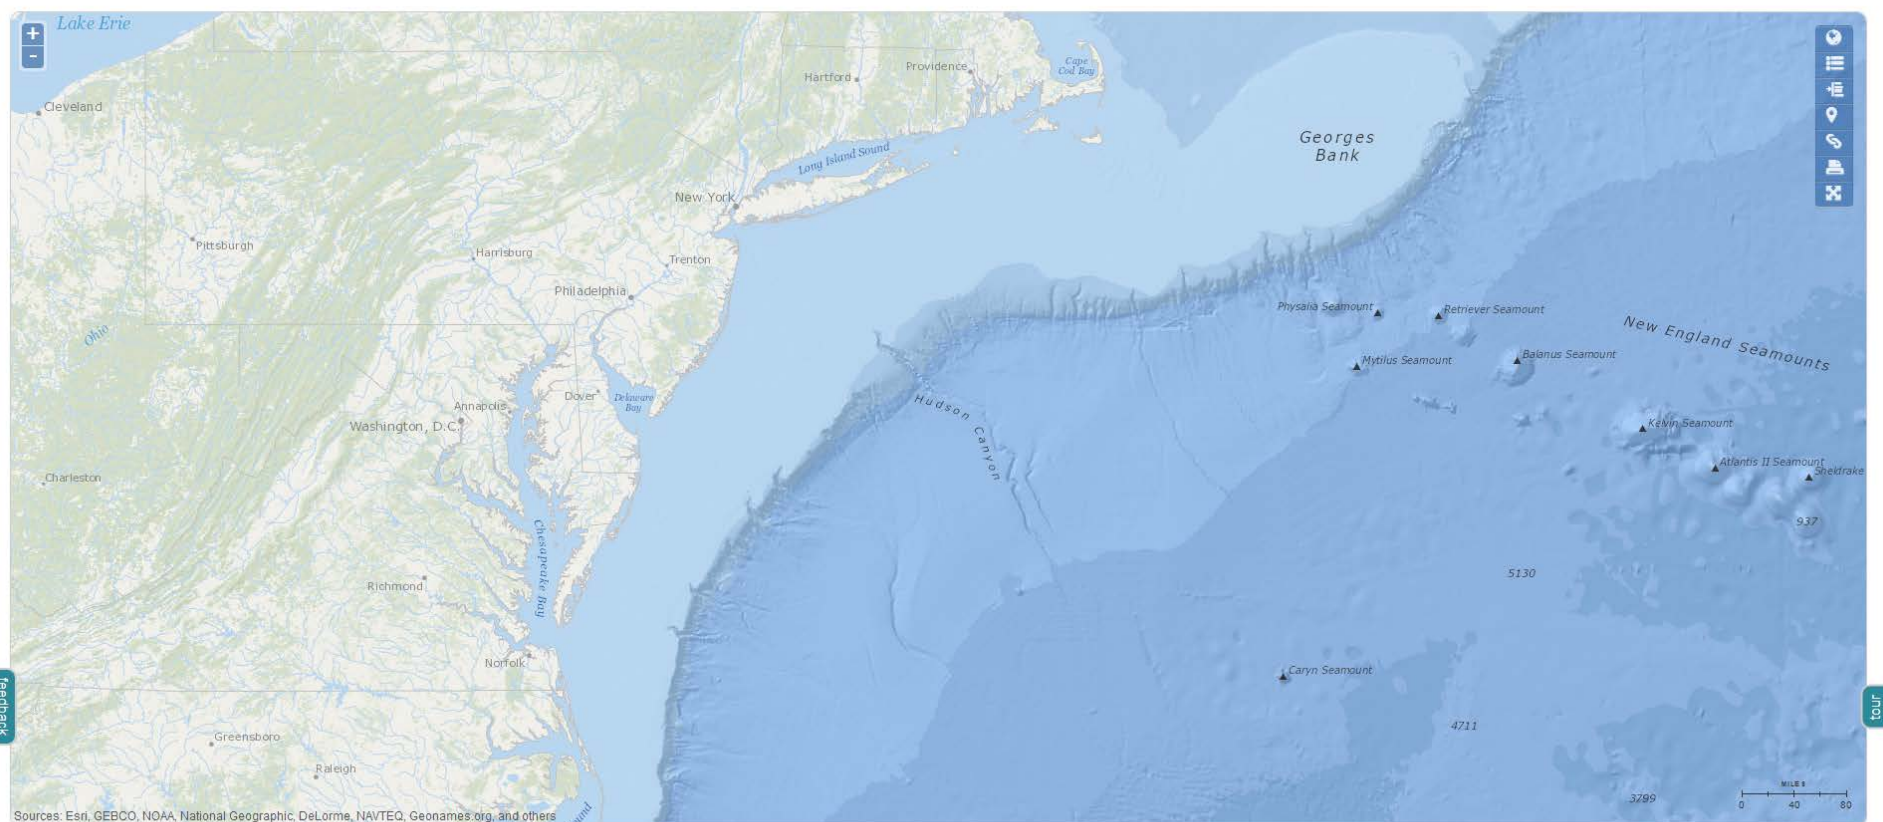 Lake Erie
+
-
Cleveland
Hartford
Providence
Cape
Cod Bay
Georges
Bank
Long Island Sound
New York
Pittsburgh
Harrisburg
Trenton
Philadelphia
Ohio
Physalia Seamount
Retriever Seamount
New England Seamounts
Mytilus Seamount
Balanus Seamount
Dover
Delaware
Bay
Annapolis
Washington, D.C.
Hudson Canyon
Kelvin Seamount
Atlantis II Seamount
Sheldrake
Charleston
937
Chesapeake Bay
5130
Richmond
Norfolk
Caryn Seamount
feedback
tour
4711
Greensboro
Raleigh
MILES
0 40 80
3799
Sources: Esri, GEBCO, NOAA, National Geographic, DeLorme, NAVTEQ, Geonames.org, and others